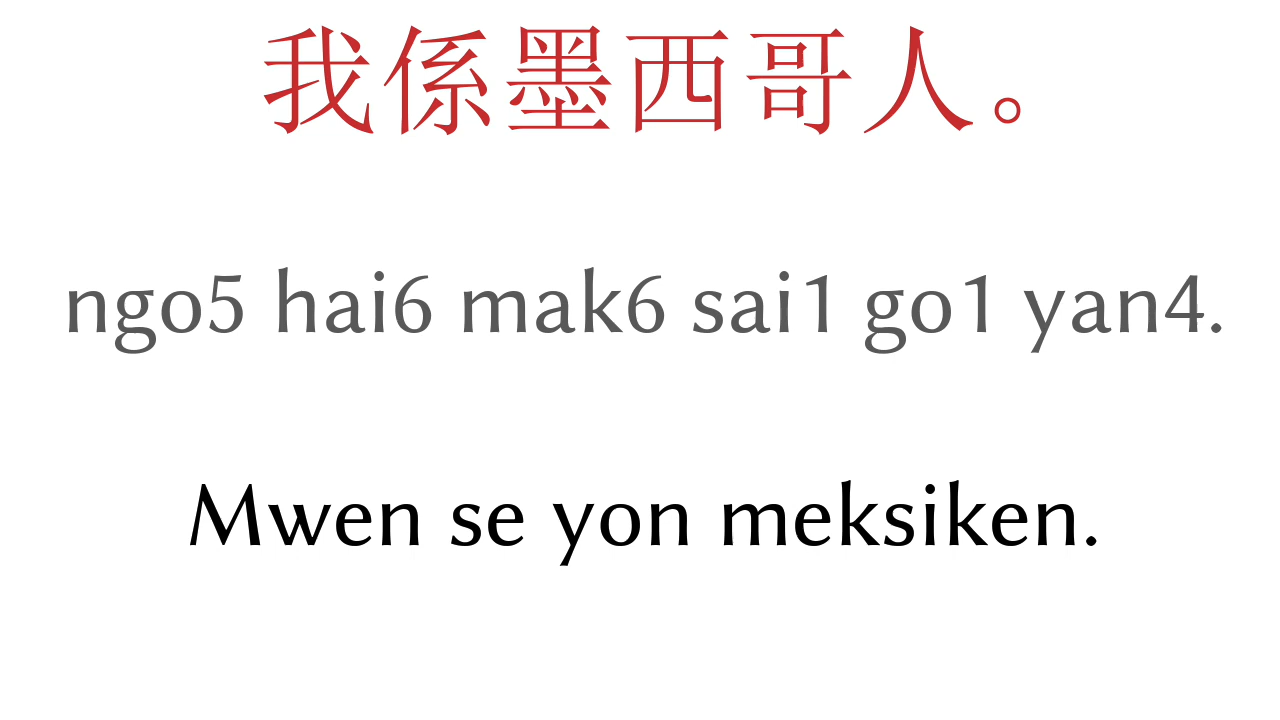 我係墨西哥人。
ngo5 hai6 mak6 sai1 go1 yan4.
Mwen se yon meksiken.